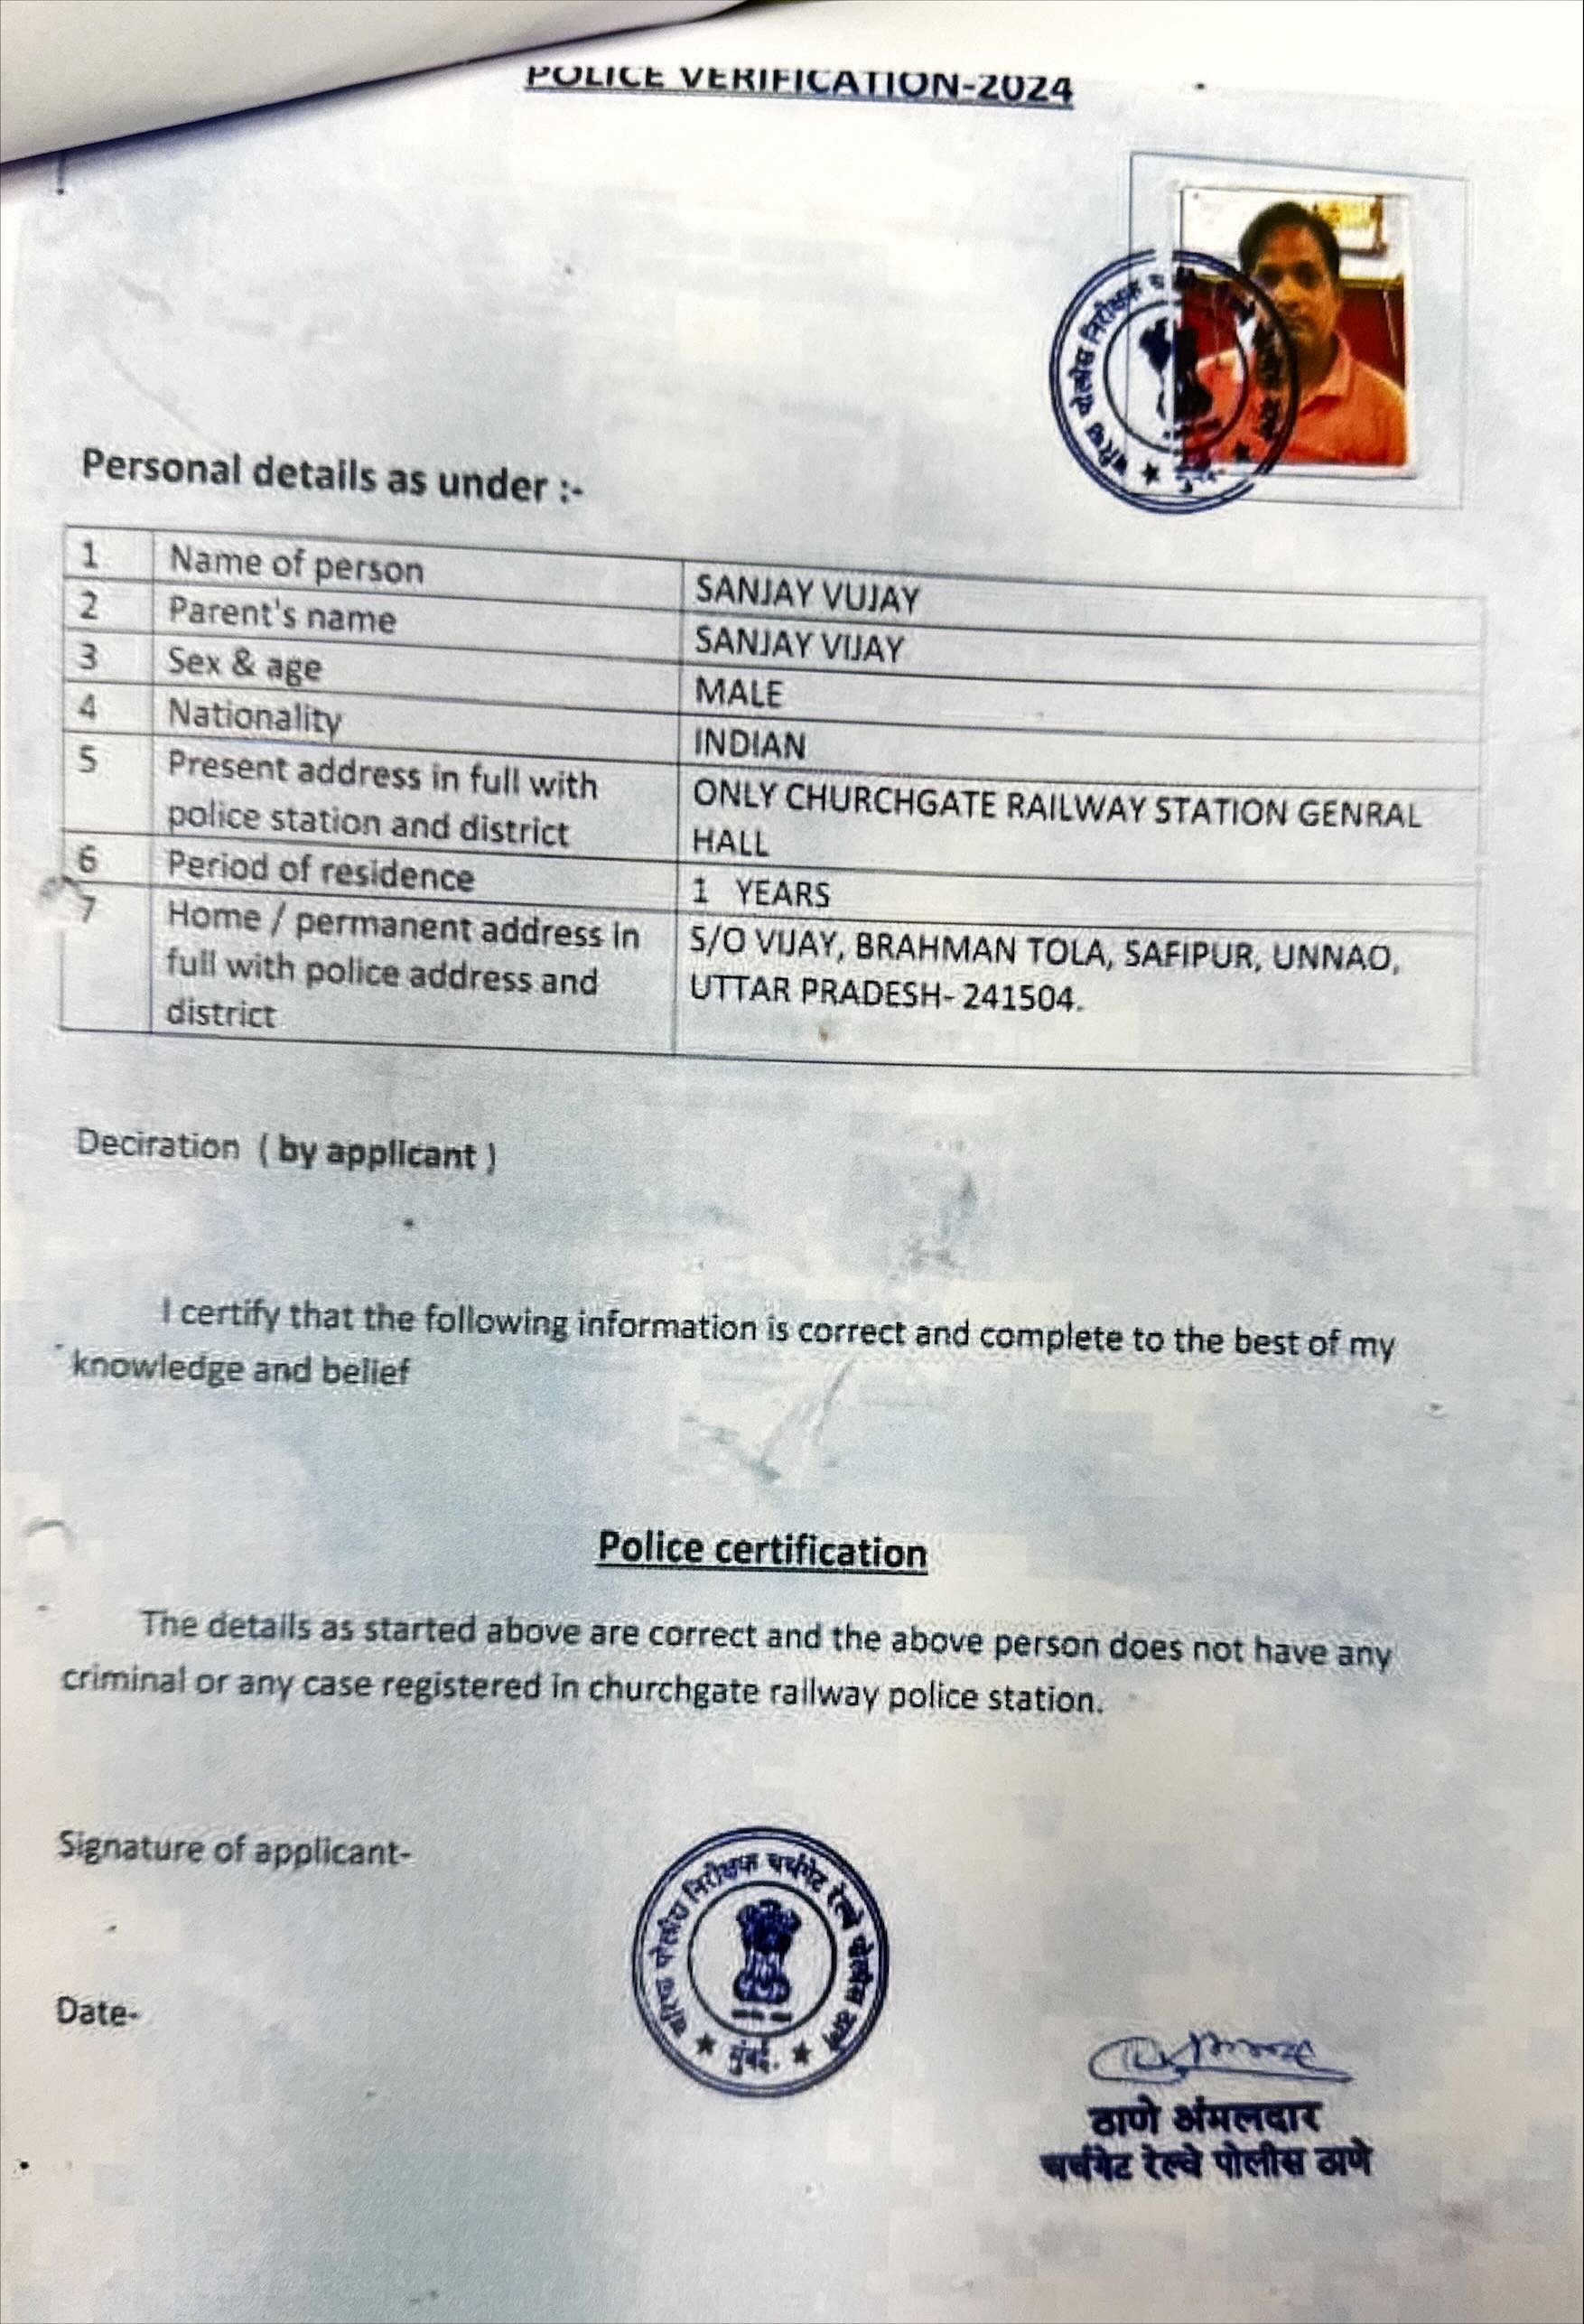 POLICE VERIFICATION-2024
Personal details as under :-
1 Name of person SANJAY VUJAY
2 Parent's name SANJAY VIJAY
3 Sex & age MALE
4 Nationality INDIAN
5 Present address in full with police station and district ONLY CHURCHGATE RAILWAY STATION GENRAL HALL
6 Period of residence 1 YEARS
7 Home / permanent address in full with police address and district S/O VIJAY, BRAHMAN TOLA, SAFIPUR, UNNAO, UTTAR PRADESH- 241504.
Deciration ( by applicant )
I certify that the following information is correct and complete to the best of my
knowledge and belief
Police certification
The details as started above are correct and the above person does not have any
criminal or any case registered in churchgate railway police station.
Signature of applicant-
वरिष्ठ पोलीस निरीक्षक चर्चगेट रेल्वे पोलीस ठाणे
★ मुंबई. ★
Date-
ठाणे अंमलदार
चर्चगेट रेल्वे पोलीस ठाणे